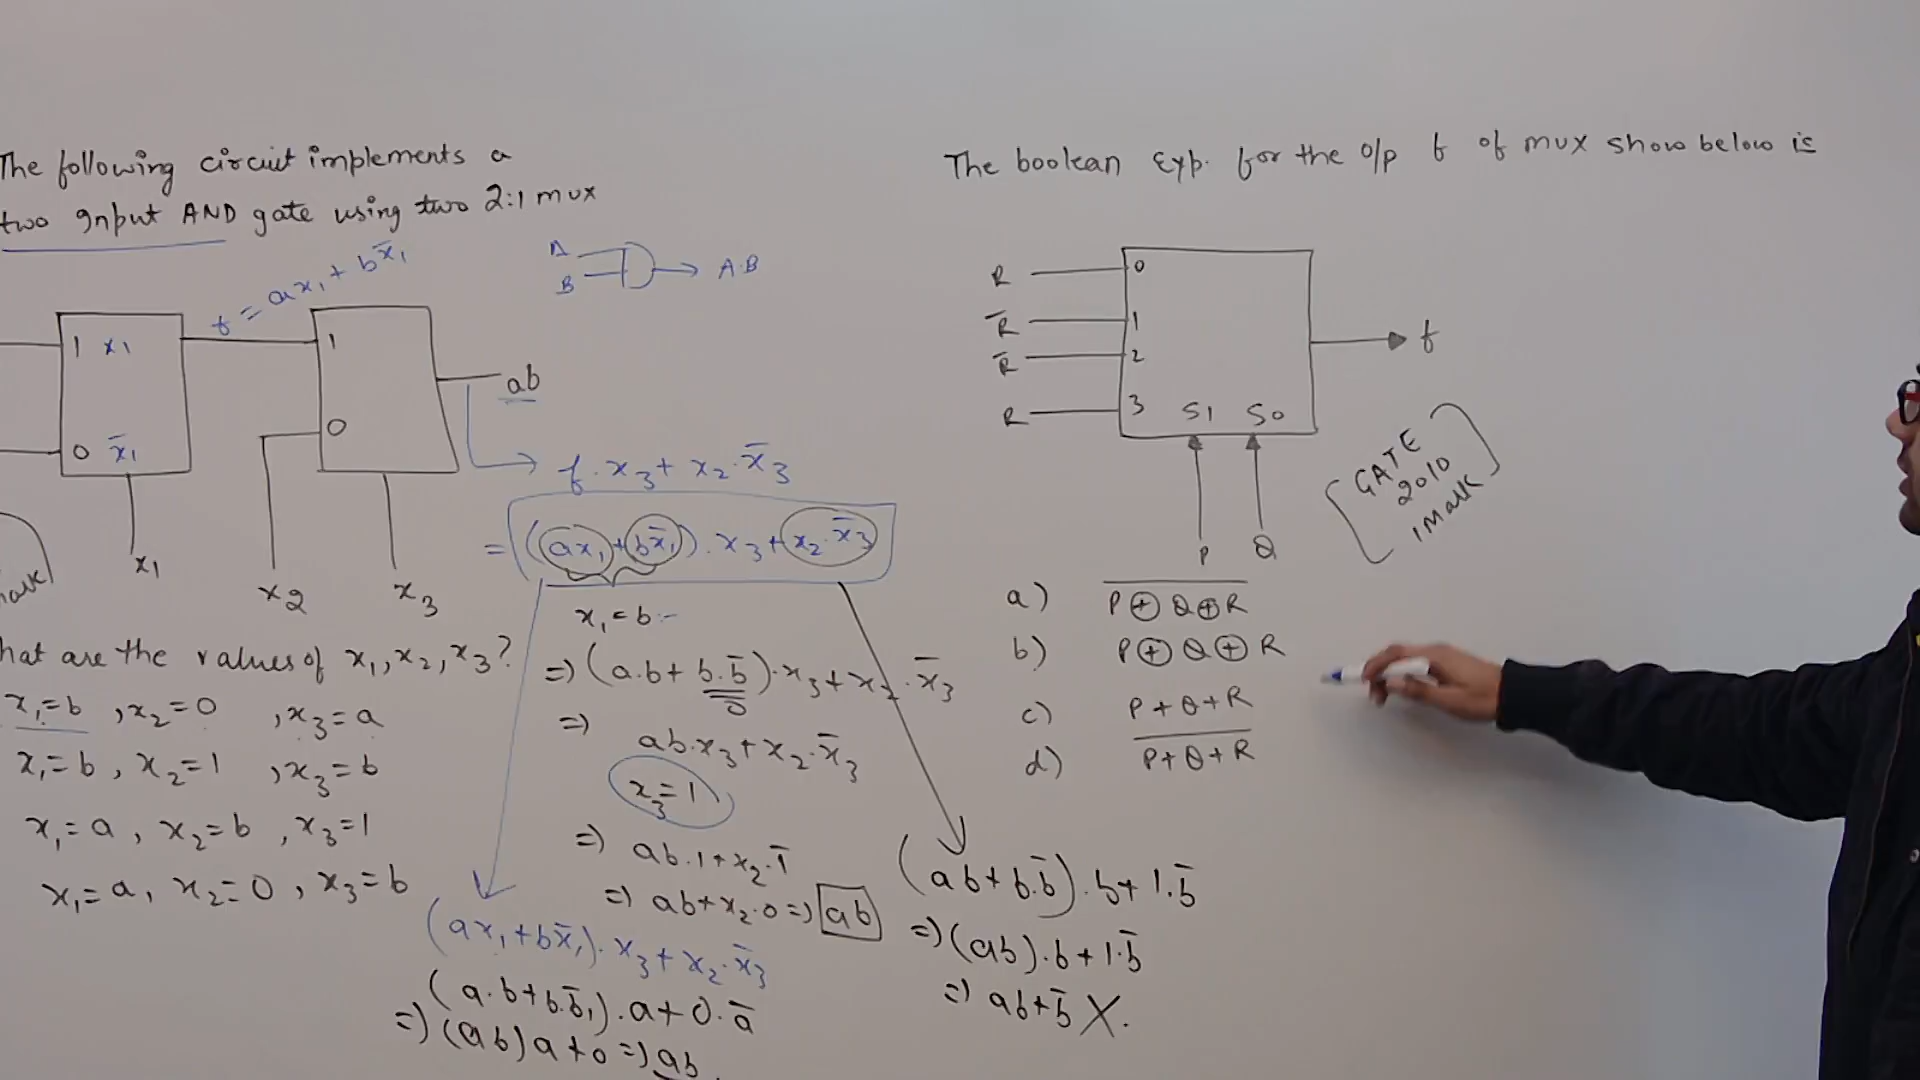 The following circuit implements a
two input AND gate using two 2:1 mux
f = ax₁ + bx̄₁
A
B
A.B
1 x₁
0 x̄₁
1
0
ab
x₁
x₂
x₃
f.x₃ + x₂.x̄₃
= (ax₁ + bx̄₁).x₃ + x₂.x̄₃
hat are the values of x₁, x₂, x₃?
x₁=b , x₂=0 , x₃=a
x₁=b , x₂=1 , x₃=b
x₁=a , x₂=b , x₃=1
x₁=a, x₂=0 , x₃=b
x₁=b :-
=> (a.b + b.b̄).x₃ + x₂.x̄₃
0
=> ab.x₃ + x₂.x̄₃
x₃=1
=> ab.1 + x₂.1̄
=> ab + x₂.0 => ab
(ax₁ + bx̄₁).x₃ + x₂.x̄₃
(a.b + b.b̄₁).a + 0.ā
=> (ab)a + 0 => ab
(ab + b.b̄).b + 1.b̄
=> (ab).b + 1.b̄
=> ab + b̄ X.
The boolean Exp. for the o/p f of mux show below is
R 0
R̄ 1
R̄ 2
R 3
S1 S0
f
P Q
[GATE
2010
1 Mark]
a) \overline{P ⊕ Q ⊕ R}
b) P ⊕ Q ⊕ R
c) P + Q + R
d) \overline{P + Q + R}